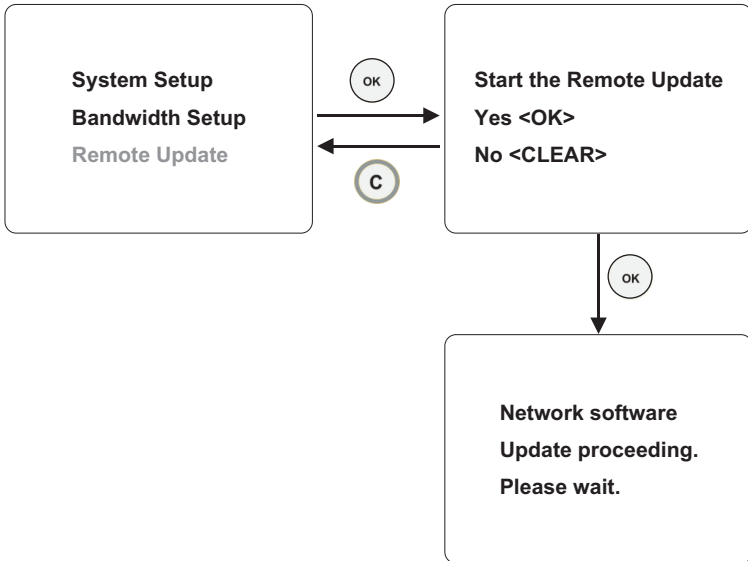 System Setup
Bandwidth Setup
Remote Update
OK
C
Start the Remote Update
Yes <OK>
No <CLEAR>
OK
Network software
Update proceeding.
Please wait.